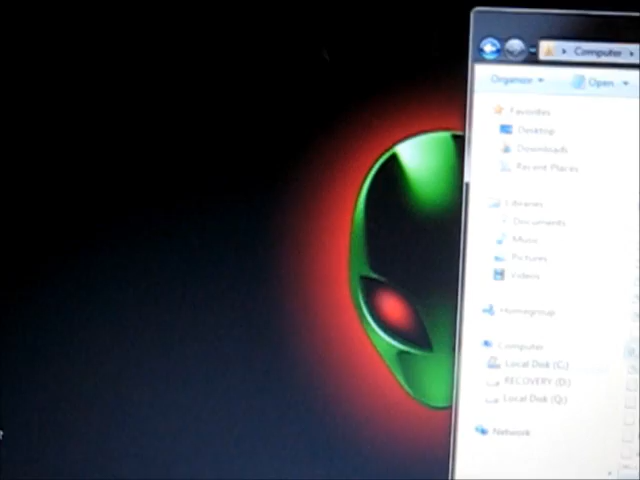 Computer
Organize Open
Favorites
Desktop
Downloads
Recent Places
Libraries
Documents
Music
Pictures
Videos
Homegroup
Computer
Local Disk (C:)
RECOVERY (D:)
Local Disk (Q:)
Network